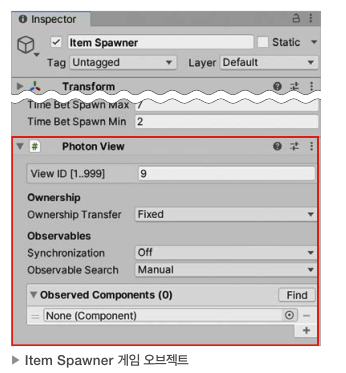 Inspector
Item Spawner
Static
Tag Untagged Layer Default
Transform
Time Bet Spawn Max 7
Time Bet Spawn Min 2
# Photon View
View ID [1..999] 9
Ownership
Ownership Transfer Fixed
Observables
Synchronization Off
Observable Search Manual
Observed Components (0) Find
None (Component)
▶ Item Spawner 게임 오브젝트